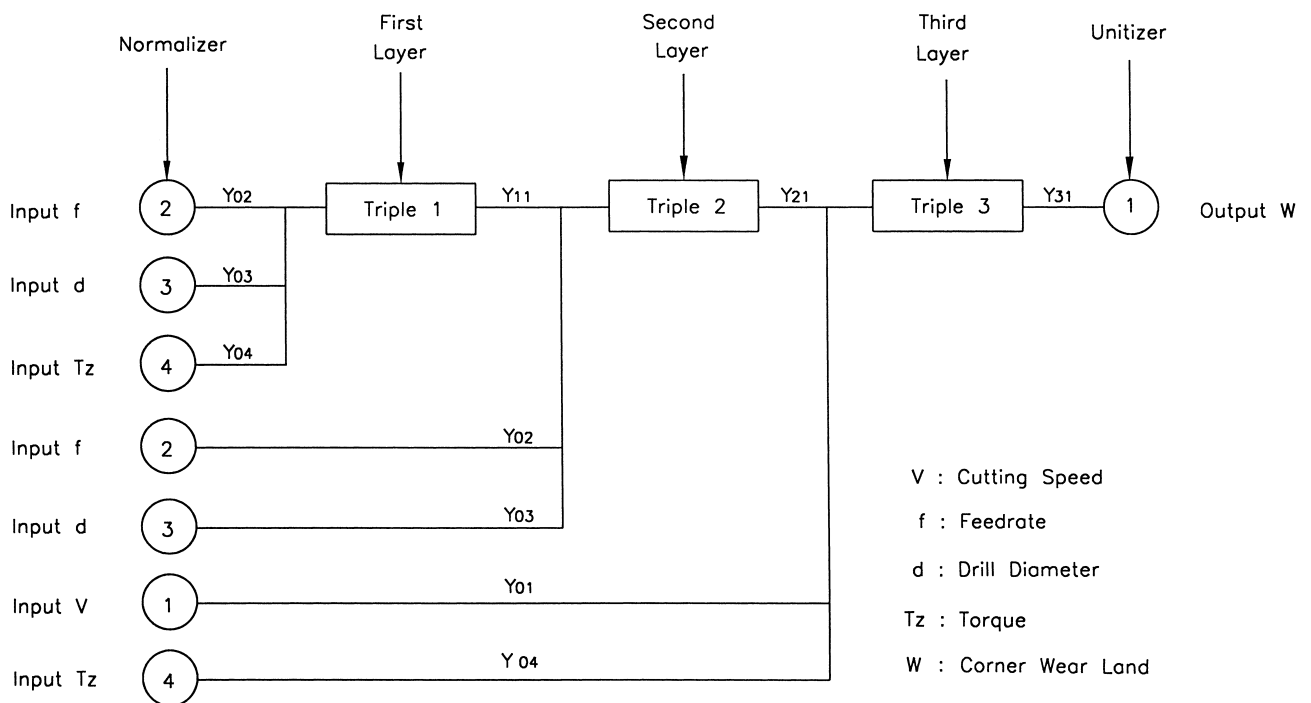 Normalizer
First
Layer
Second
Layer
Third
Layer
Unitizer
Input f
2
Y02
Triple 1
Y11
Triple 2
Y21
Triple 3
Y31
1
Output W
Input d
3
Y03
Input Tz
4
Y04
Input f
2
Y02
Input d
3
Y03
Input V
1
Y01
Input Tz
4
Y04
V : Cutting Speed
f : Feedrate
d : Drill Diameter
Tz : Torque
W : Corner Wear Land